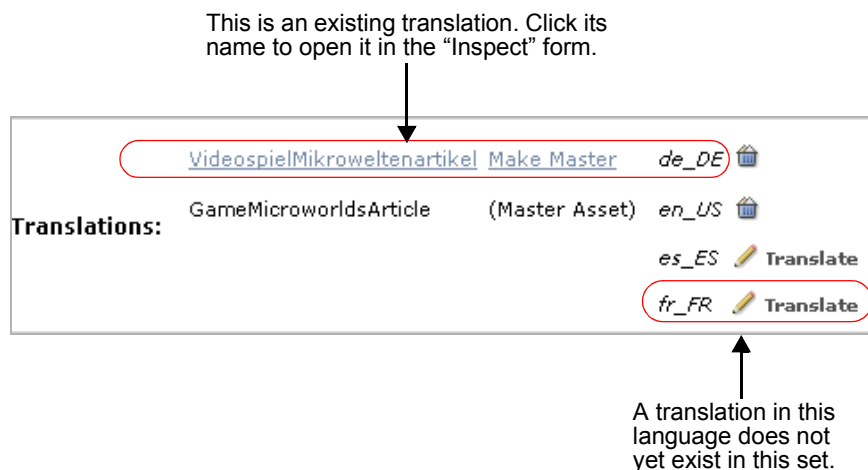 This is an existing translation. Click its
name to open it in the “Inspect” form.
VideospielMikroweltenartikel Make Master de_DE
Translations:
GameMicroworldsArticle (Master Asset) en_US
es_ES Translate
fr_FR Translate
A translation in this
language does not
yet exist in this set.